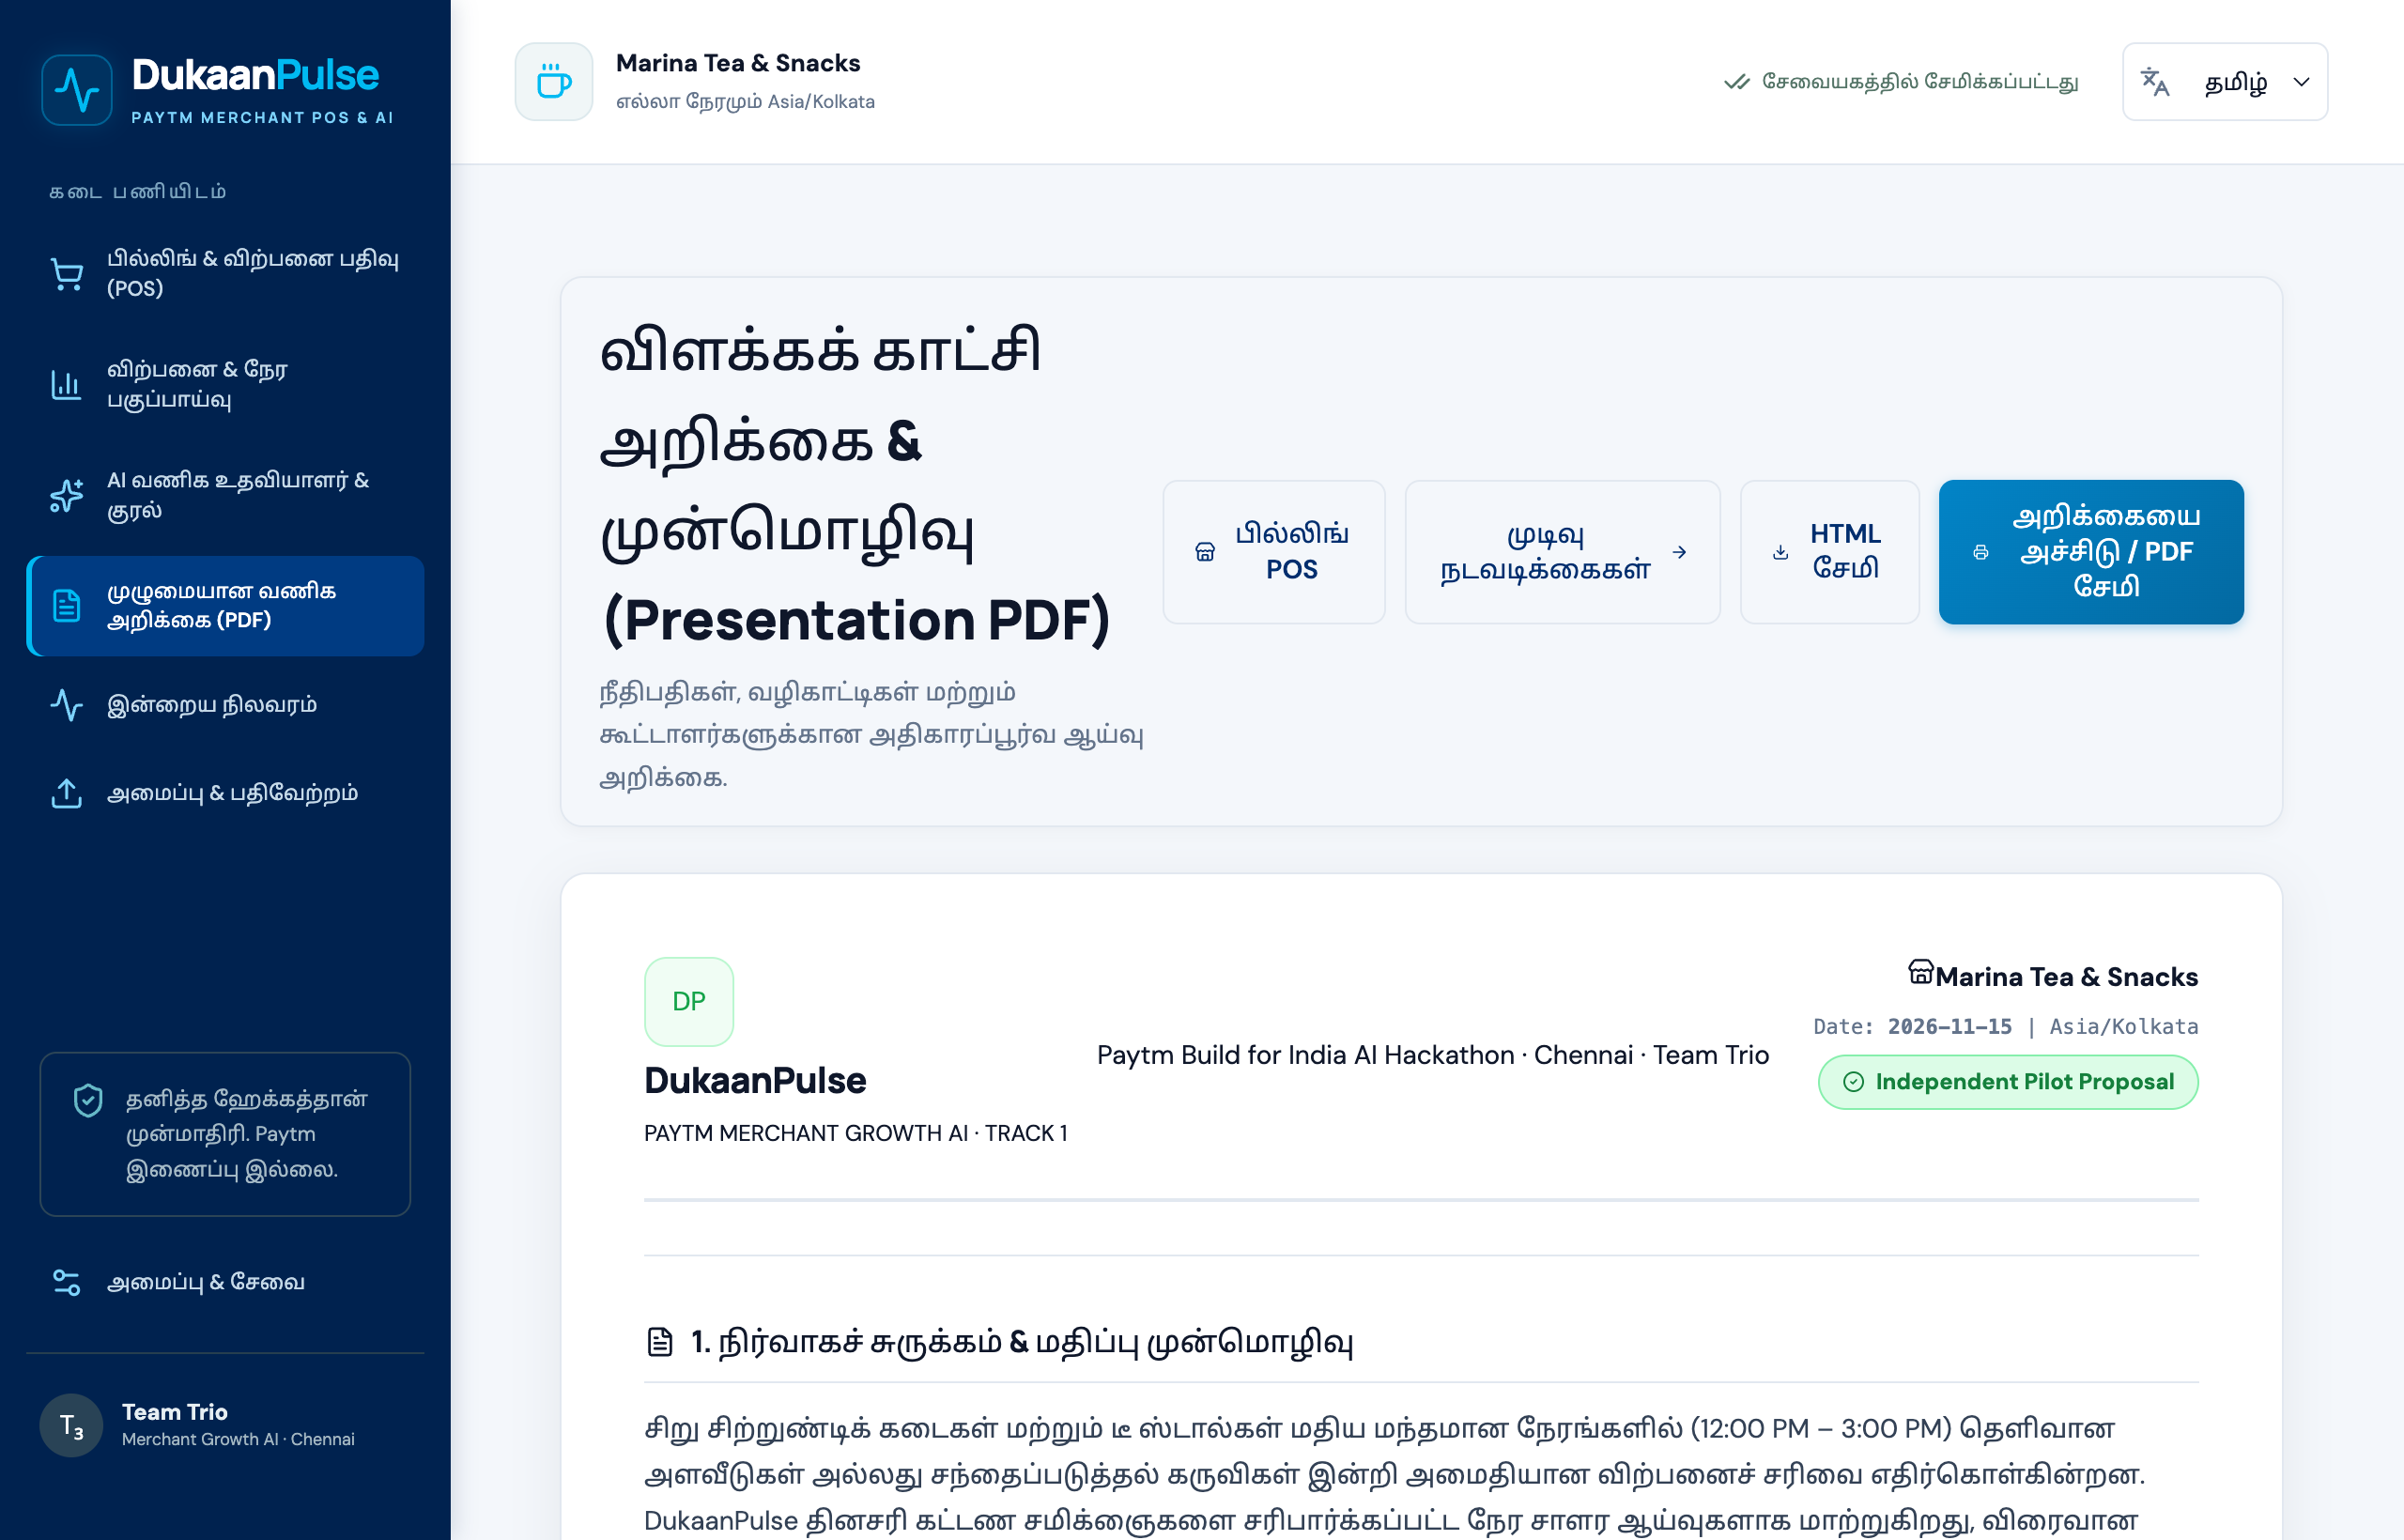 DukaanPulse
PAYTM MERCHANT POS & AI
கடை பணியிடம்
பில்லிங் & விற்பனை பதிவு
(POS)
விற்பனை & நேர
பகுப்பாய்வு
AI வணிக உதவியாளர் &
குரல்
முழுமையான வணிக
அறிக்கை (PDF)
இன்றைய நிலவரம்
அமைப்பு & பதிவேற்றம்
தனித்த ஹேக்கத்தான்
முன்மாதிரி. Paytm
இணைப்பு இல்லை.
அமைப்பு & சேவை
T3
Team Trio
Merchant Growth AI · Chennai
Marina Tea & Snacks
எல்லா நேரமும் Asia/Kolkata
சேவையகத்தில் சேமிக்கப்பட்டது
தமிழ்
விளக்கக் காட்சி
அறிக்கை &
முன்மொழிவு
(Presentation PDF)
நீதிபதிகள், வழிகாட்டிகள் மற்றும்
கூட்டாளர்களுக்கான அதிகாரப்பூர்வ ஆய்வு
அறிக்கை.
பில்லிங்
POS
முடிவு
நடவடிக்கைகள்
HTML
சேமி
அறிக்கையை
அச்சிடு / PDF
சேமி
DP
DukaanPulse
PAYTM MERCHANT GROWTH AI · TRACK 1
Paytm Build for India AI Hackathon · Chennai · Team Trio
Marina Tea & Snacks
Date: 2026-11-15 | Asia/Kolkata
Independent Pilot Proposal
1. நிர்வாகச் சுருக்கம் & மதிப்பு முன்மொழிவு
சிறு சிற்றுண்டிக் கடைகள் மற்றும் டீ ஸ்டால்கள் மதிய மந்தமான நேரங்களில் (12:00 PM – 3:00 PM) தெளிவான
அளவீடுகள் அல்லது சந்தைப்படுத்தல் கருவிகள் இன்றி அமைதியான விற்பனைச் சரிவை எதிர்கொள்கின்றன.
DukaanPulse தினசரி கட்டண சமிக்ஞைகளை சரிபார்க்கப்பட்ட நேர சாளர ஆய்வுகளாக மாற்றுகிறது, விரைவான